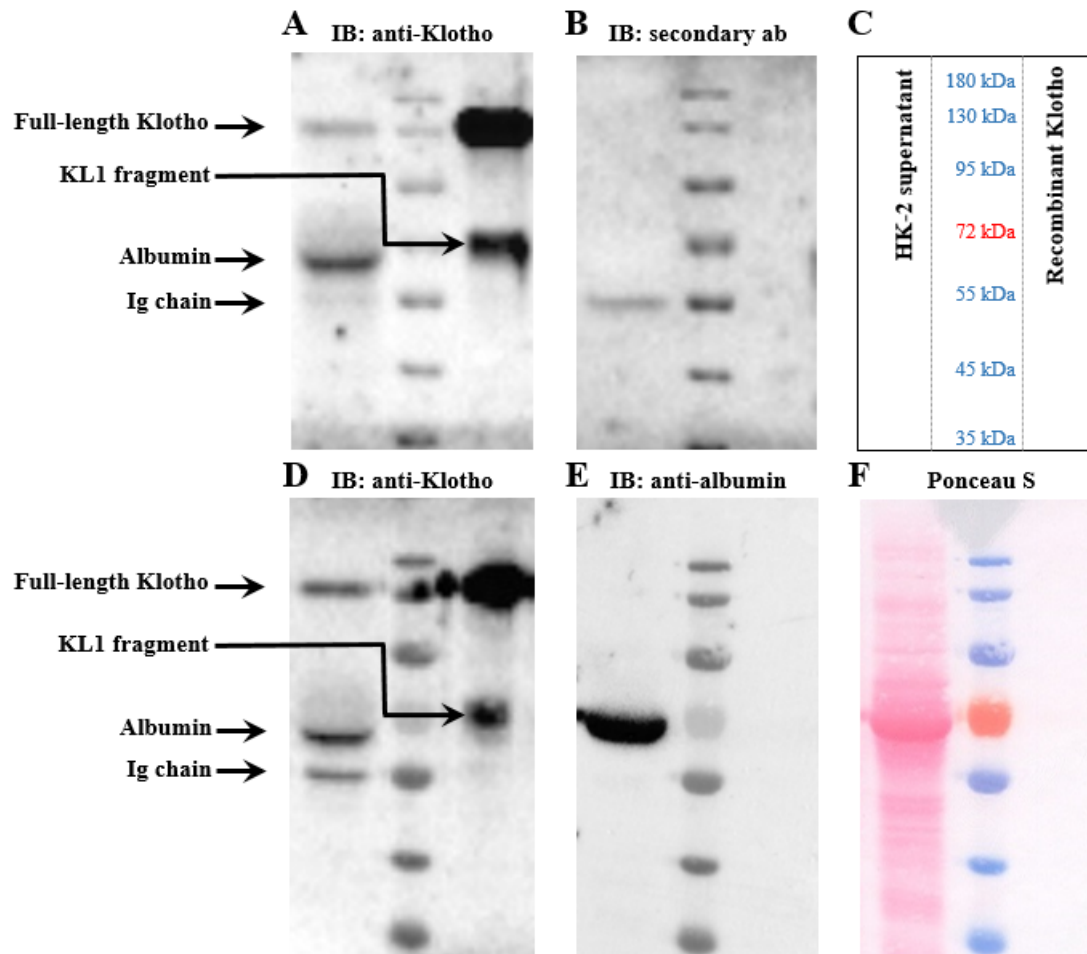 A
IB: anti-Klotho
B
IB: secondary ab
C
Full-length Klotho
KL1 fragment
Albumin
Ig chain
HK-2 supernatant
180 kDa
130 kDa
95 kDa
72 kDa
55 kDa
45 kDa
35 kDa
Recombinant Klotho
D
IB: anti-Klotho
E
IB: anti-albumin
F
Ponceau S
Full-length Klotho
KL1 fragment
Albumin
Ig chain